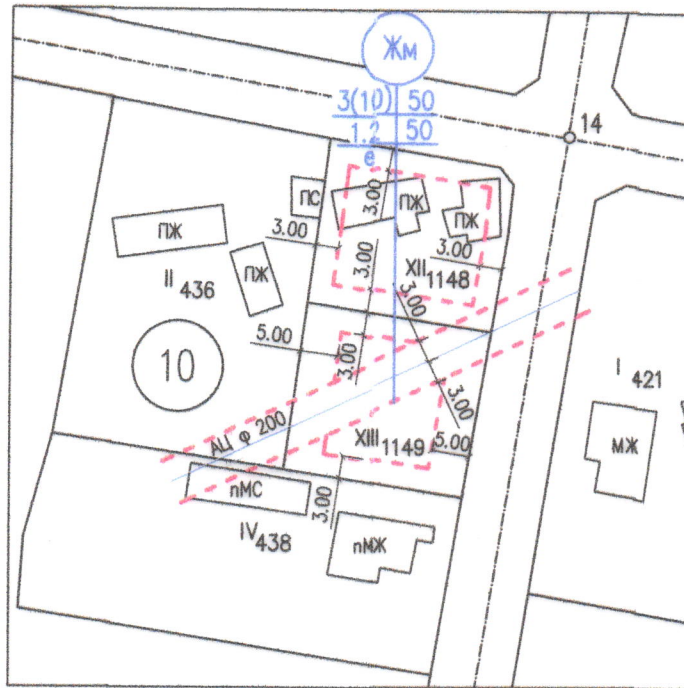 Жм
3(10) 50
1.2 50
е
14
ПС
ПЖ
3.00
ПЖ
ПЖ
3.00
3.00
XII 1148
ПЖ
II 436
3.00
3.00
5.00
3.00
10
3.00
I 421
АЦ φ 200
XIII 1149
5.00
МЖ
пМС
3.00
IV 438
пМЖ